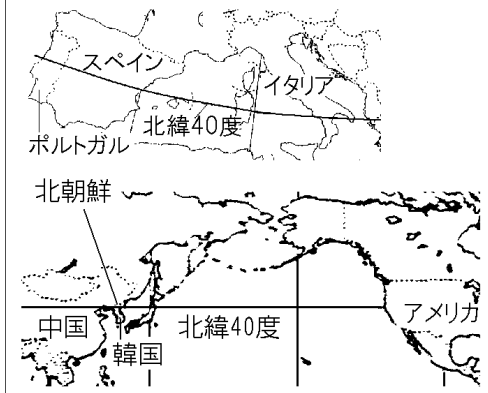 スペイン
イタリア
北緯40度
ポルトガル
北朝鮮
中国
韓国
北緯40度
アメリカ